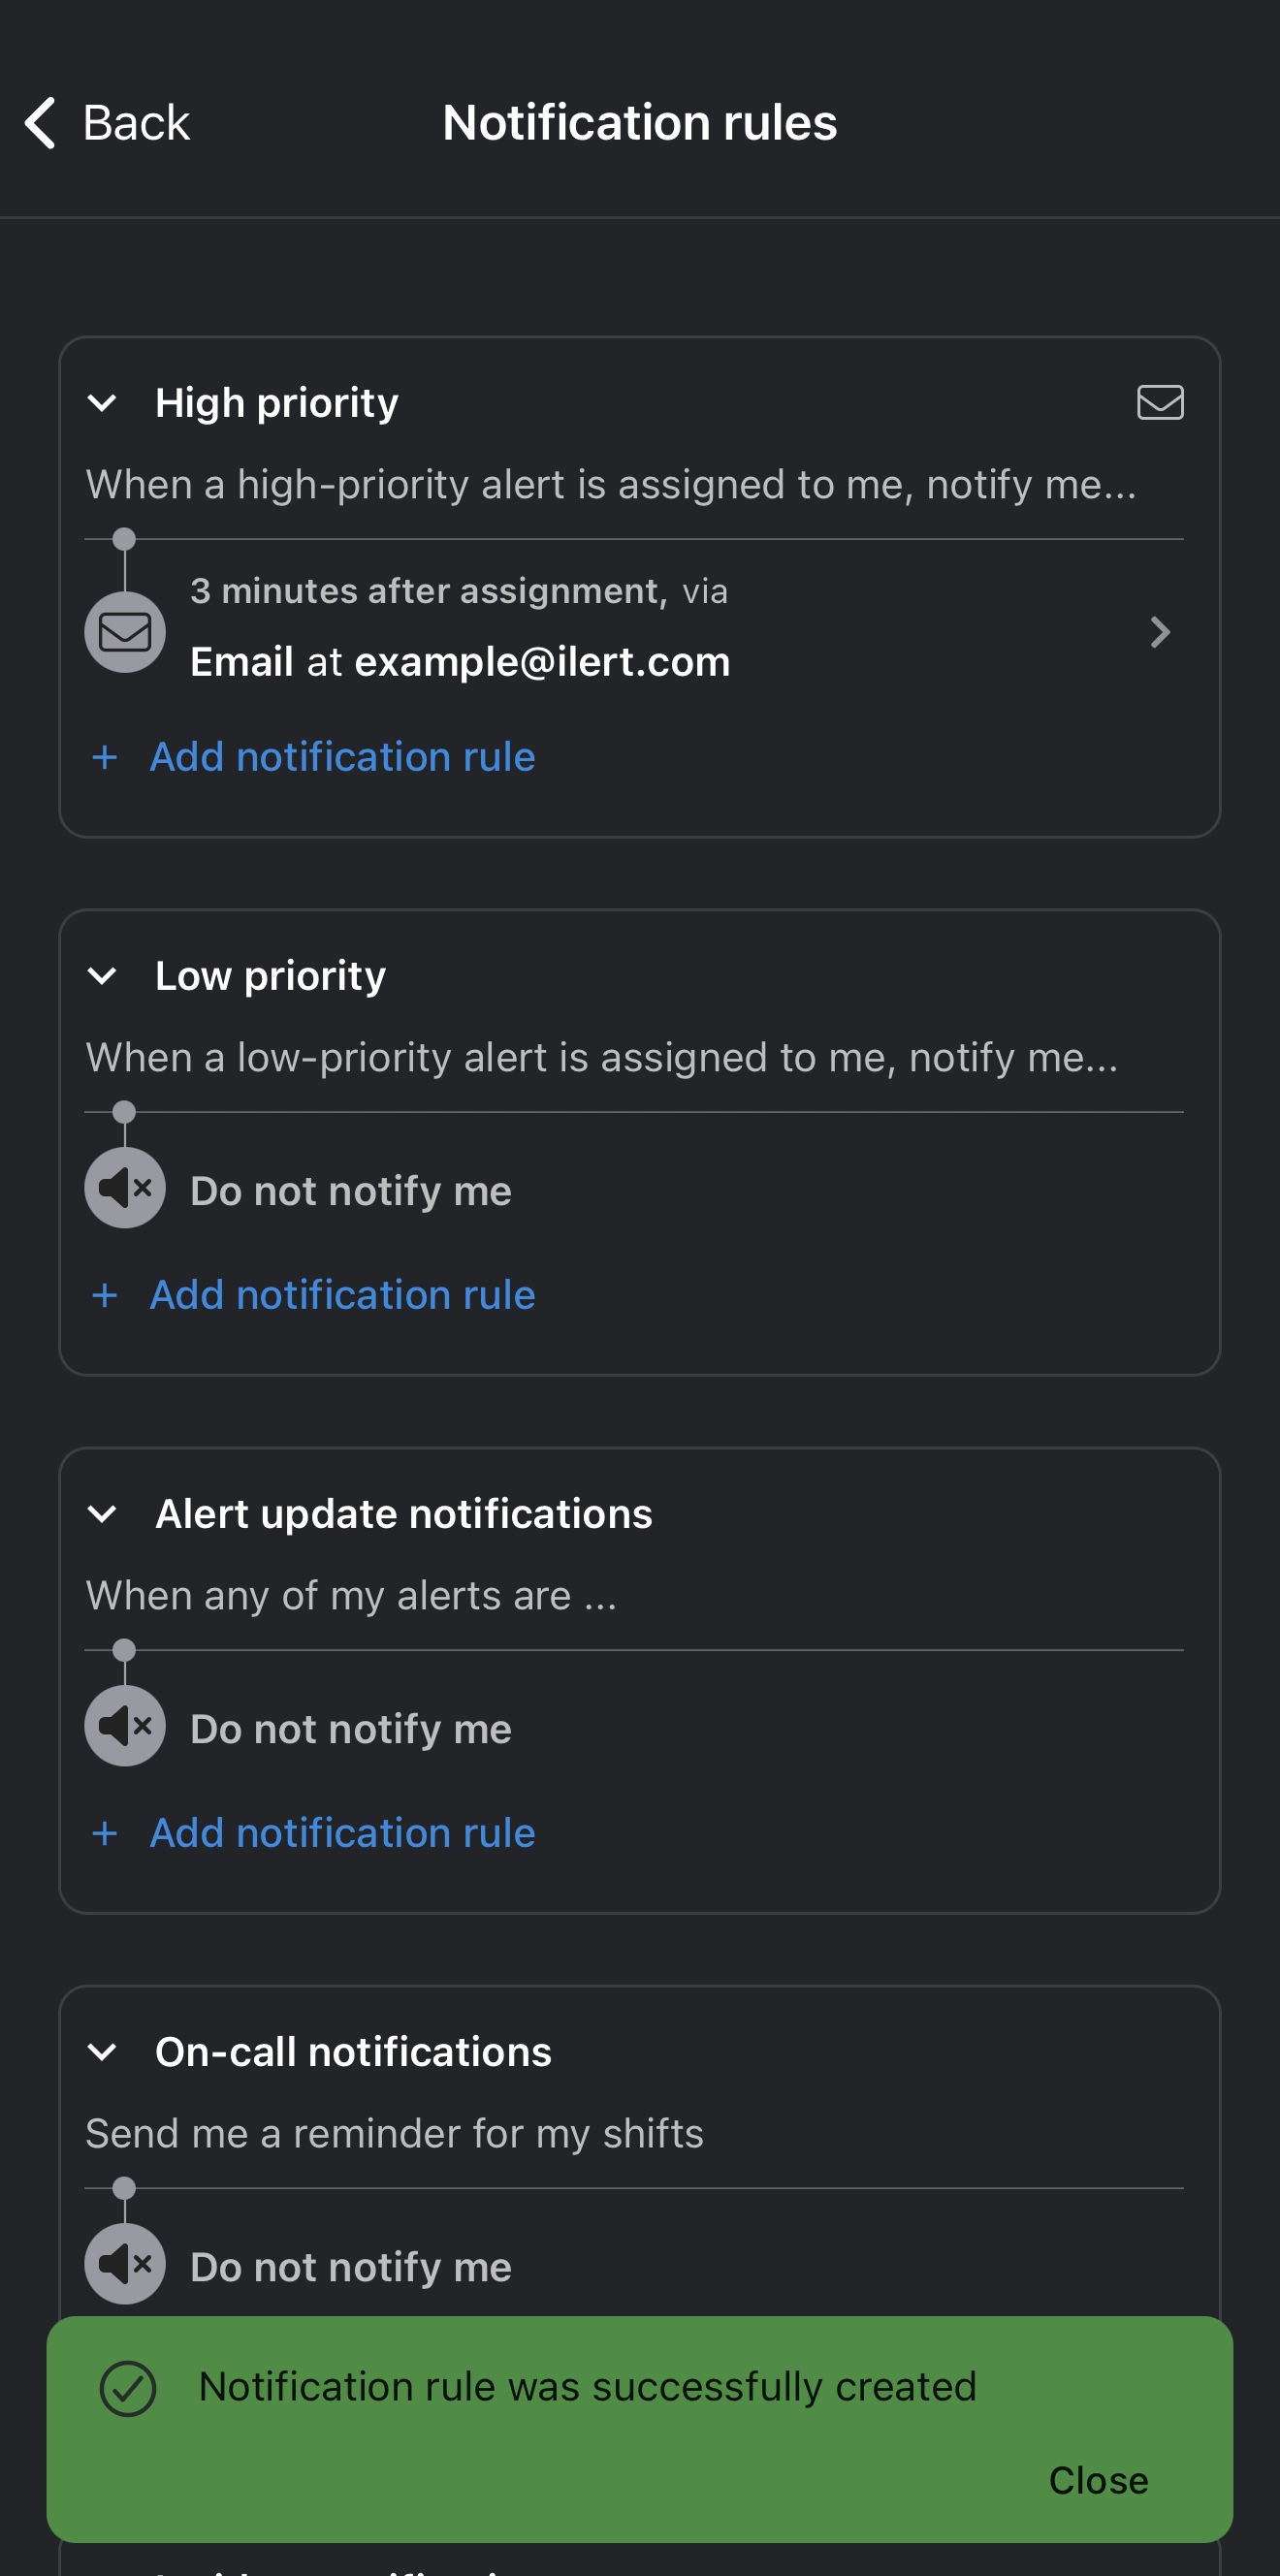 Back
Notification rules
High priority
When a high-priority alert is assigned to me, notify me...
3 minutes after assignment, via
Email at example@ilert.com
+ Add notification rule
Low priority
When a low-priority alert is assigned to me, notify me...
Do not notify me
+ Add notification rule
Alert update notifications
When any of my alerts are ...
Do not notify me
+ Add notification rule
On-call notifications
Send me a reminder for my shifts
Do not notify me
Notification rule was successfully created
Close